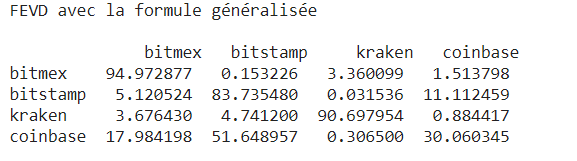 FEVD avec la formule généralisée
bitmex bitstamp kraken coinbase
bitmex 94.972877 0.153226 3.360099 1.513798
bitstamp 5.120524 83.735480 0.031536 11.112459
kraken 3.676430 4.741200 90.697954 0.884417
coinbase 17.984198 51.648957 0.306500 30.060345